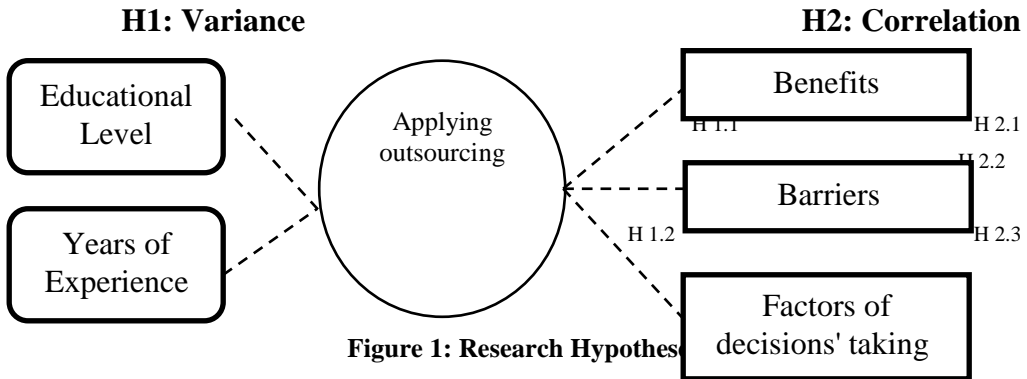 H1: Variance
H2: Correlation
Educational
Level
Applying
outsourcing
Benefits
H 1.1
H 2.1
H 2.2
Years of
Experience
Barriers
H 1.2
H 2.3
Factors of
decisions' taking
Figure 1: Research Hypothese